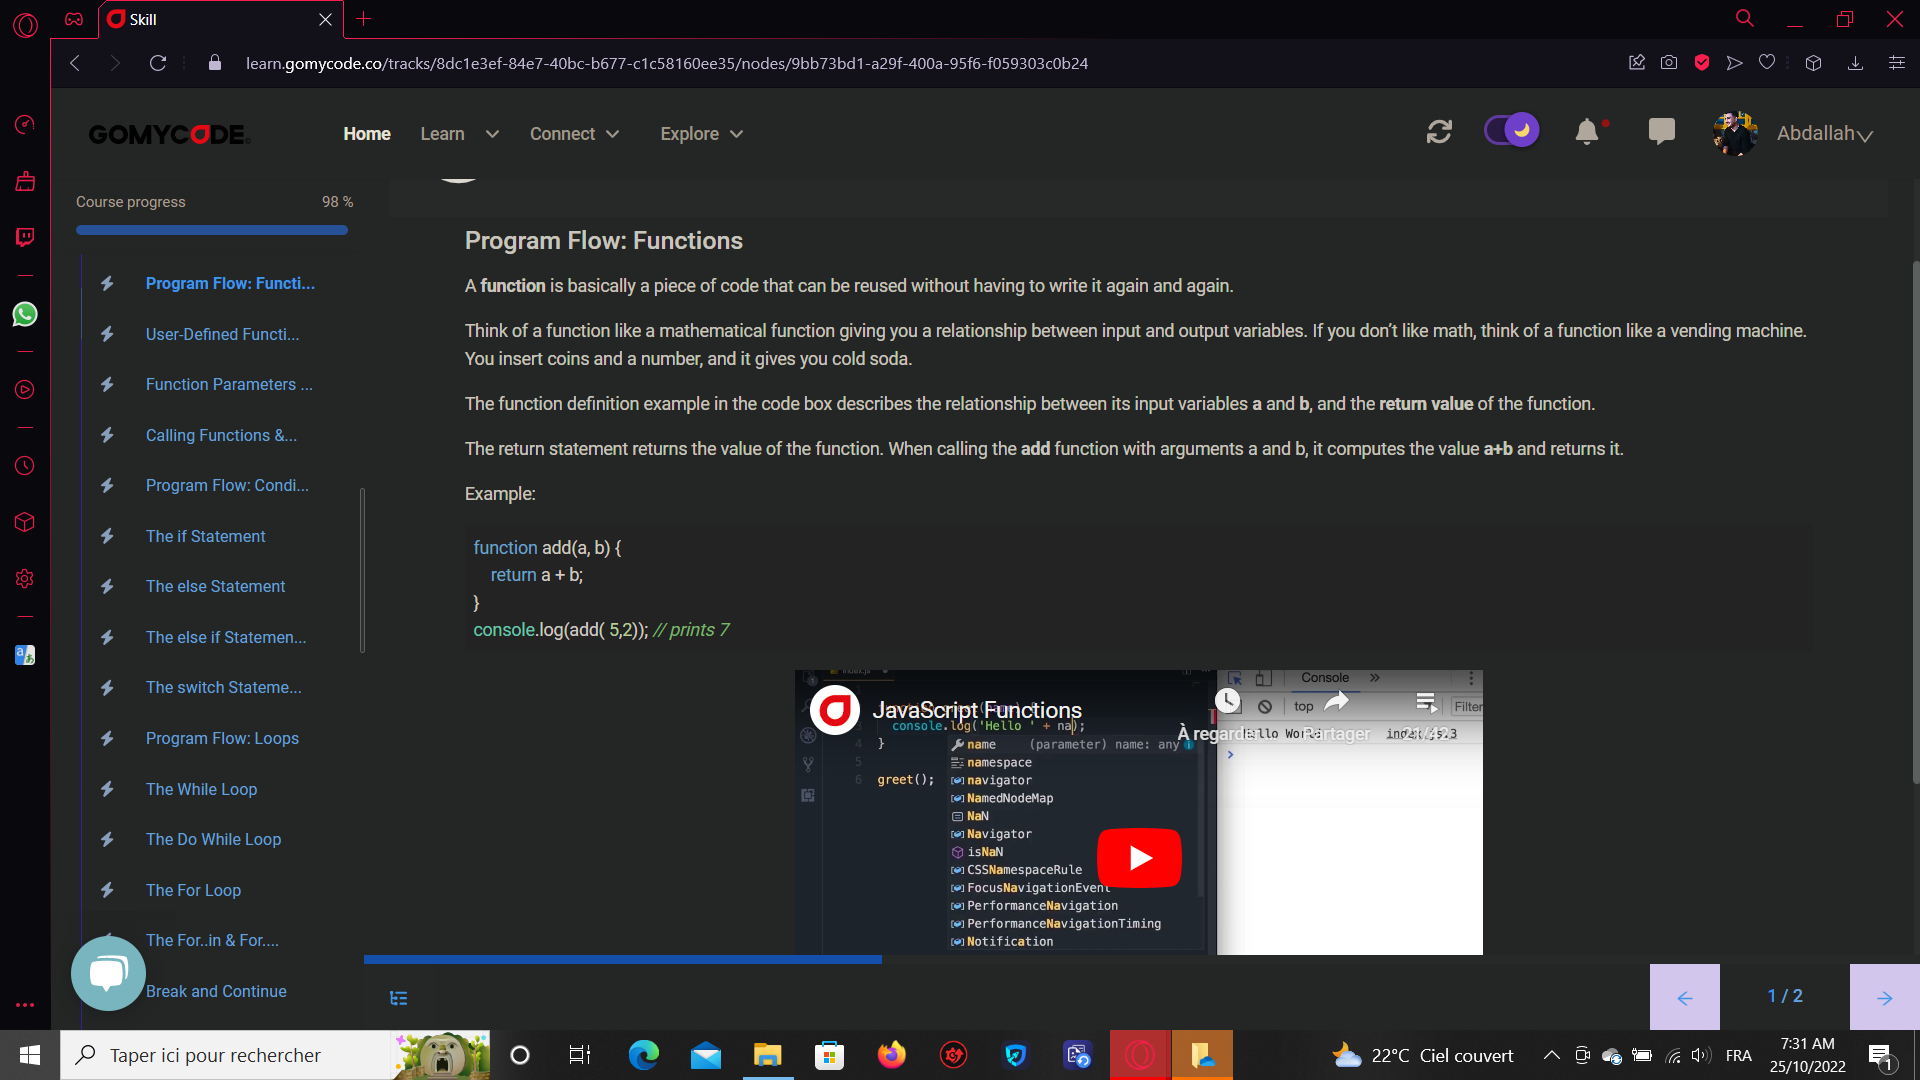 Skill
learn.gomycode.co/tracks/8dc1e3ef-84e7-40bc-b677-c1c58160ee35/nodes/9bb73bd1-a29f-400a-95f6-f059303c0b24
GOMYCODE
Home
Learn
Connect
Explore
Abdallah
Course progress
98 %
Program Flow: Functi...
User-Defined Functi...
Function Parameters ...
Calling Functions &...
Program Flow: Condi...
The if Statement
The else Statement
The else if Statemen...
The switch Stateme...
Program Flow: Loops
The While Loop
The Do While Loop
The For Loop
The For..in & For....
Break and Continue
Program Flow: Functions
A function is basically a piece of code that can be reused without having to write it again and again.
Think of a function like a mathematical function giving you a relationship between input and output variables. If you don't like math, think of a function like a vending machine.
You insert coins and a number, and it gives you cold soda.
The function definition example in the code box describes the relationship between its input variables a and b, and the return value of the function.
The return statement returns the value of the function. When calling the add function with arguments a and b, it computes the value a+b and returns it.
Example:
function add(a, b) {
return a + b;
}
console.log(add( 5,2)); // prints 7
JavaScript Functions
console.log('Hello ' + na);
4 }
5
6 greet();
name (parameter) name: any
namespace
navigator
NamedNodeMap
NaN
Navigator
isNaN
CSSNamespaceRule
FocusNavigationEvent
PerformanceNavigation
PerformanceNavigationTiming
Notification
Console
top
Filter
À regarder
Partager
1 / 2
Taper ici pour rechercher
22°C Ciel couvert
FRA
7:31 AM
25/10/2022
1